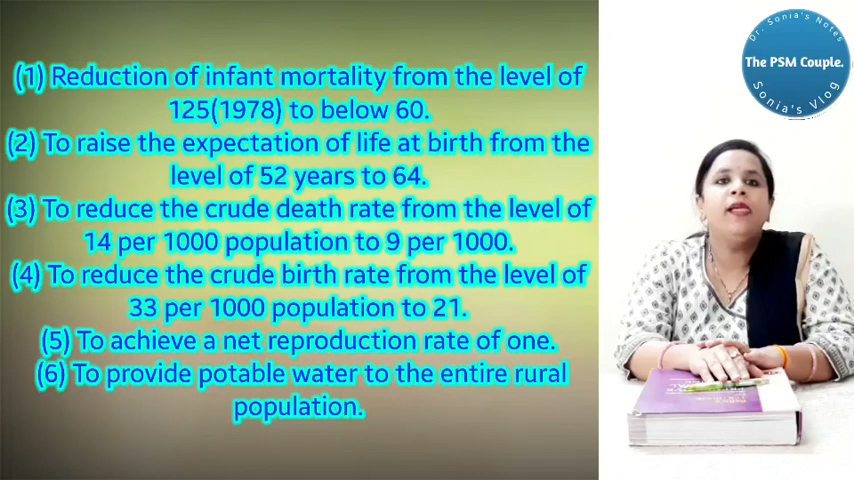 (1) Reduction of infant mortality from the level of
125(1978) to below 60.
(2) To raise the expectation of life at birth from the
level of 52 years to 64.
(3) To reduce the crude death rate from the level of
14 per 1000 population to 9 per 1000.
(4) To reduce the crude birth rate from the level of
33 per 1000 population to 21.
(5) To achieve a net reproduction rate of one.
(6) To provide potable water to the entire rural
population.
Dr. Sonia's Notes
The PSM Couple.
Sonia's Vlog